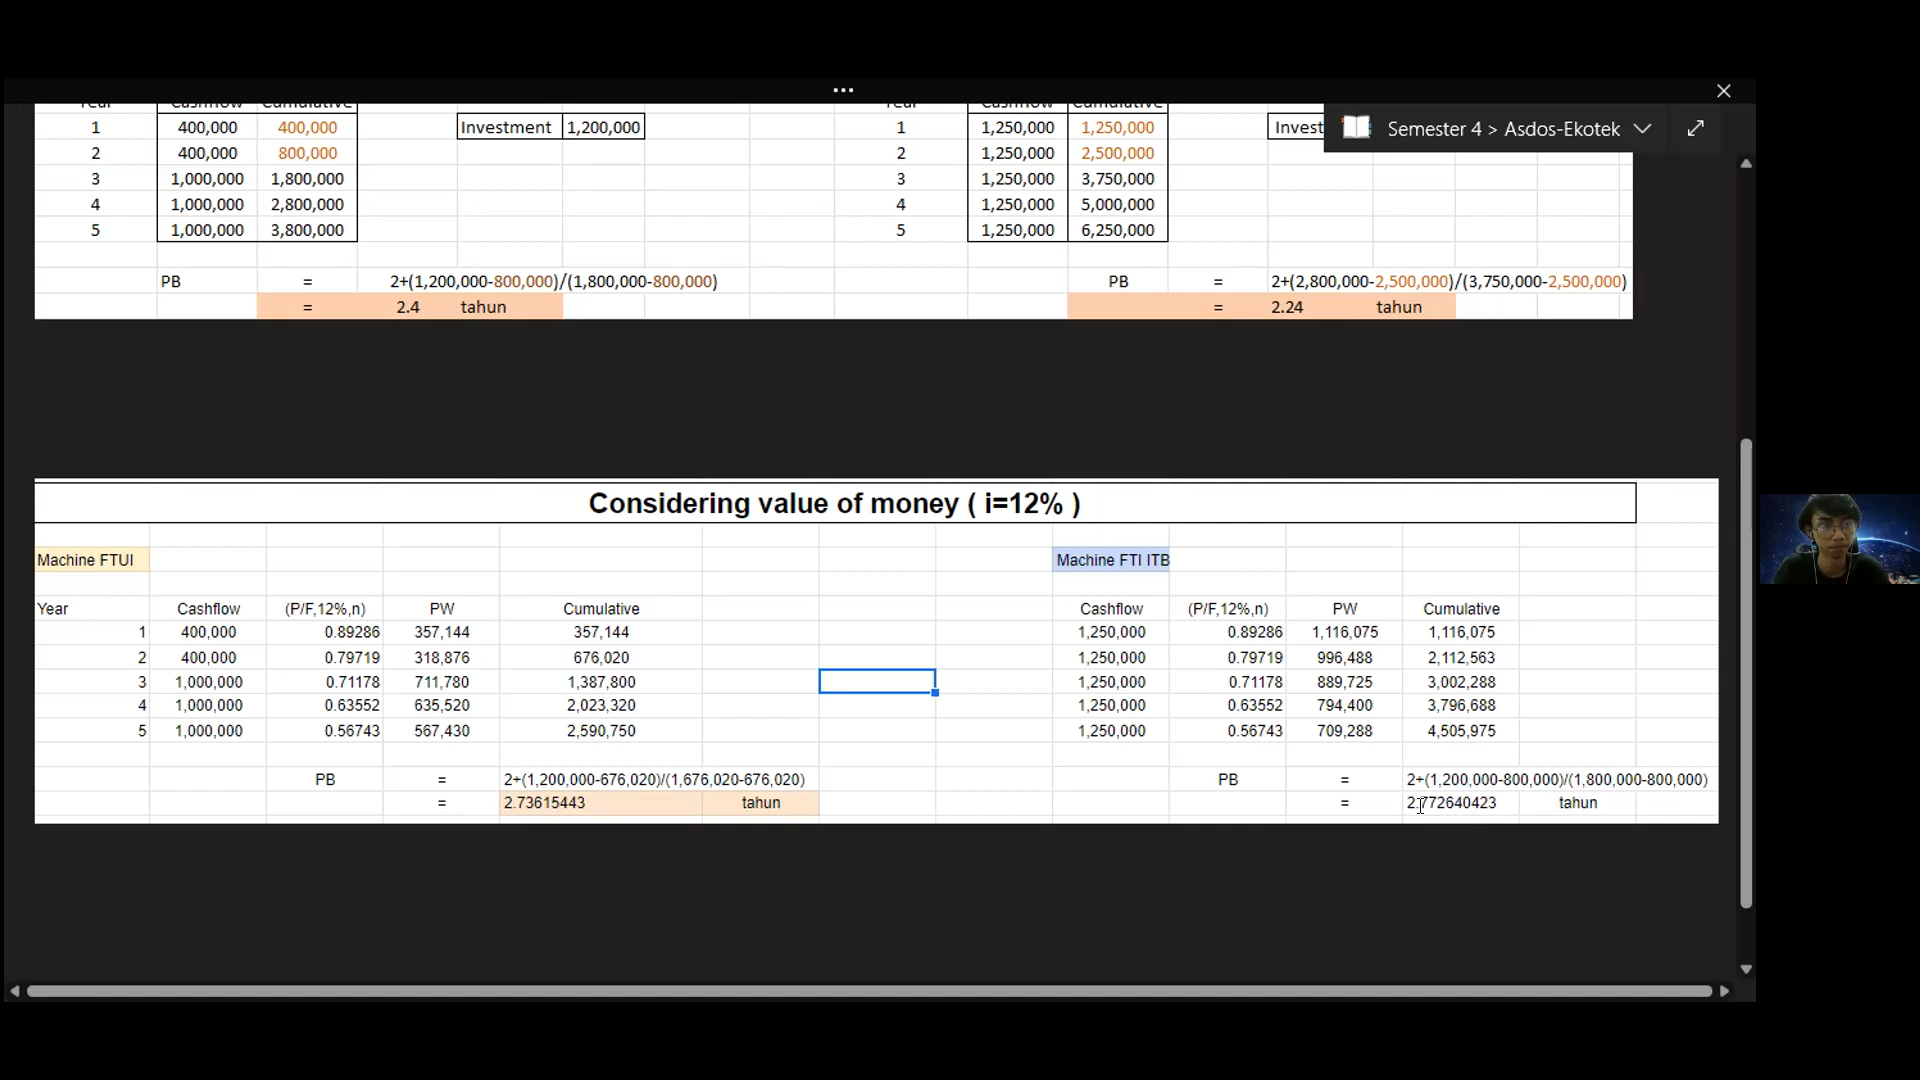 Semester 4 > Asdos-Ekotek
Year Cashflow Cumulative Year Cashflow Cumulative
1 400,000 400,000 Investment 1,200,000 1 1,250,000 1,250,000 Invest
2 400,000 800,000 2 1,250,000 2,500,000
3 1,000,000 1,800,000 3 1,250,000 3,750,000
4 1,000,000 2,800,000 4 1,250,000 5,000,000
5 1,000,000 3,800,000 5 1,250,000 6,250,000
PB = 2+(1,200,000-800,000)/(1,800,000-800,000) PB = 2+(2,800,000-2,500,000)/(3,750,000-2,500,000)
= 2.4 tahun = 2.24 tahun
Considering value of money ( i=12% )
Machine FTUI Machine FTI ITB
Year Cashflow (P/F,12%,n) PW Cumulative Cashflow (P/F,12%,n) PW Cumulative
1 400,000 0.89286 357,144 357,144 1,250,000 0.89286 1,116,075 1,116,075
2 400,000 0.79719 318,876 676,020 1,250,000 0.79719 996,488 2,112,563
3 1,000,000 0.71178 711,780 1,387,800 1,250,000 0.71178 889,725 3,002,288
4 1,000,000 0.63552 635,520 2,023,320 1,250,000 0.63552 794,400 3,796,688
5 1,000,000 0.56743 567,430 2,590,750 1,250,000 0.56743 709,288 4,505,975
PB = 2+(1,200,000-676,020)/(1,676,020-676,020) PB = 2+(1,200,000-800,000)/(1,800,000-800,000)
= 2.73615443 tahun = 2.772640423 tahun